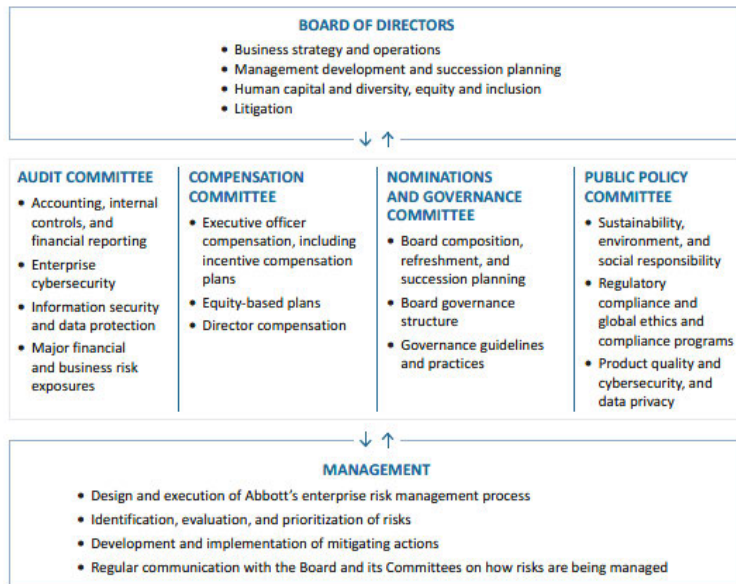 BOARD OF DIRECTORS
• Business strategy and operations
• Management development and succession planning
• Human capital and diversity, equity and inclusion
• Litigation
AUDIT COMMITTEE
• Accounting, internal
controls, and
financial reporting
• Enterprise
cybersecurity
• Information security
and data protection
• Major financial
and business risk
exposures
COMPENSATION
COMMITTEE
• Executive officer
compensation, including
incentive compensation
plans
• Equity-based plans
• Director compensation
NOMINATIONS
AND GOVERNANCE
COMMITTEE
• Board composition,
refreshment, and
succession planning
• Board governance
structure
• Governance guidelines
and practices
PUBLIC POLICY
COMMITTEE
• Sustainability,
environment, and
social responsibility
• Regulatory
compliance and
global ethics and
compliance programs
• Product quality and
cybersecurity, and
data privacy
MANAGEMENT
• Design and execution of Abbott's enterprise risk management process
• Identification, evaluation, and prioritization of risks
• Development and implementation of mitigating actions
• Regular communication with the Board and its Committees on how risks are being managed